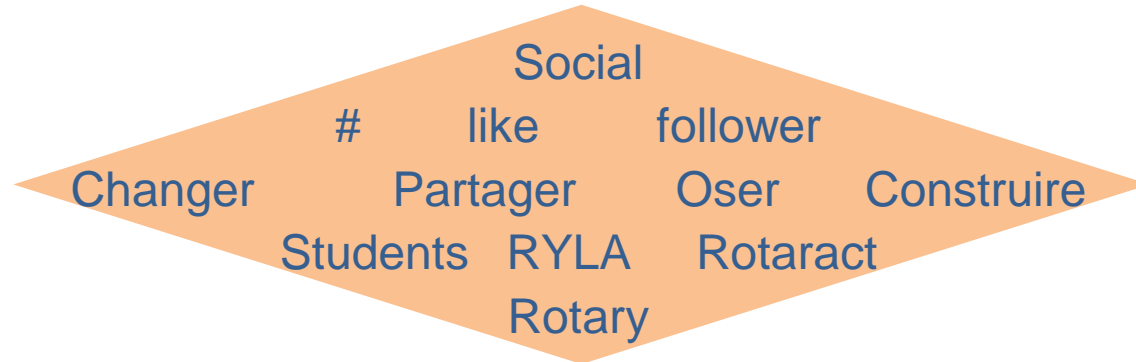 Social
# like follower
Changer Partager Oser Construire
Students RYLA Rotaract
Rotary